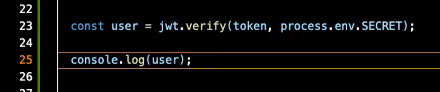 22
23 const user = jwt.verify(token, process.env.SECRET);
24
25 console.log(user);
26